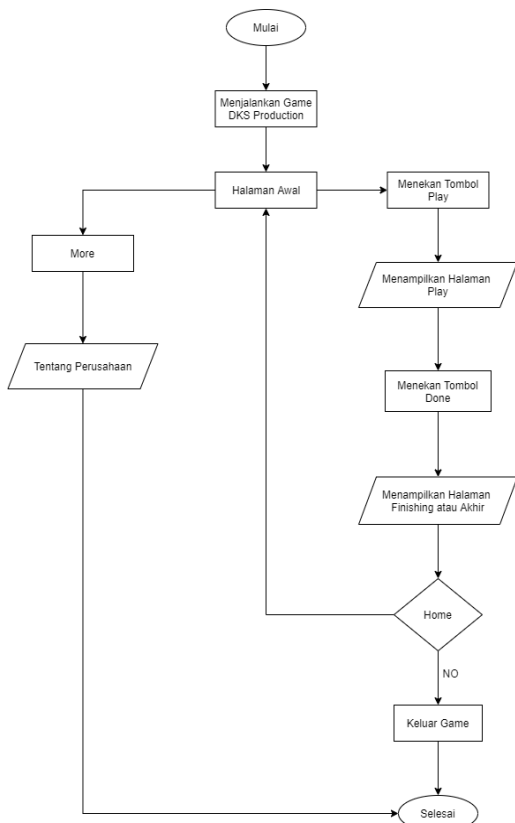 Mulai
Menjalankan Game
DKS Production
Halaman Awal
Menekan Tombol
Play
More
Menampilkan Halaman
Play
Tentang Perusahaan
Menekan Tombol
Done
Menampilkan Halaman
Finishing atau Akhir
Home
NO
Keluar Game
Selesai